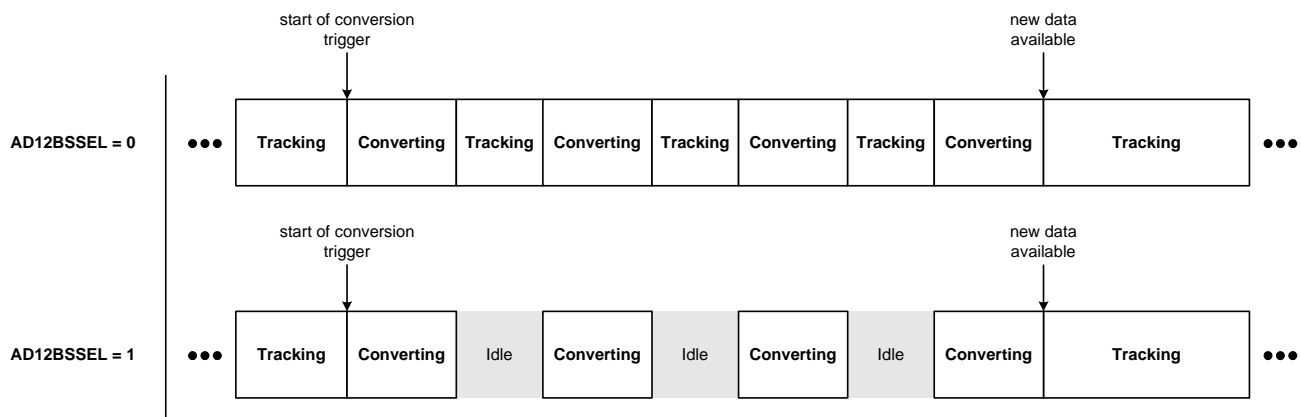 start of conversion
trigger
new data
available
AD12BSSEL = 0
●●● Tracking Converting Tracking Converting Tracking Converting Tracking Converting Tracking ●●●
start of conversion
trigger
new data
available
AD12BSSEL = 1
●●● Tracking Converting Idle Converting Idle Converting Idle Converting Tracking ●●●